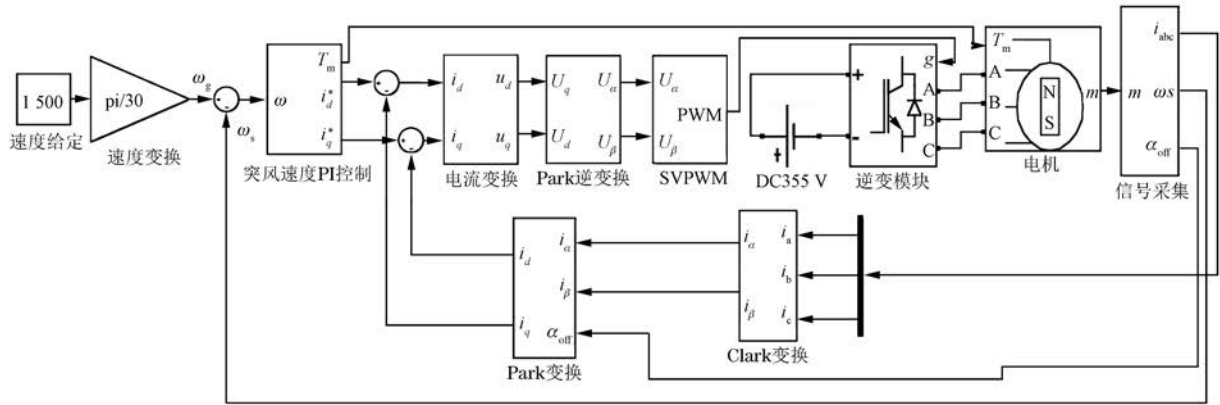 1 500
速度给定
pi/30
速度变换
ω_g
ω_s
ω
T_m
i_d^*
i_q^*
突风速度PI控制
i_d
i_q
u_d
u_q
电流变换
U_q
U_d
U_α
U_β
Park逆变换
U_α
U_β
PWM
SVPWM
+
DC355 V
+
-
g
A
B
C
逆变模块
T_m
A
B
C
N
S
m
电机
m
i_abc
ωs
α_off
信号采集
i_d
i_q
i_α
i_β
α_off
Park变换
i_α
i_β
i_a
i_b
i_c
Clark变换